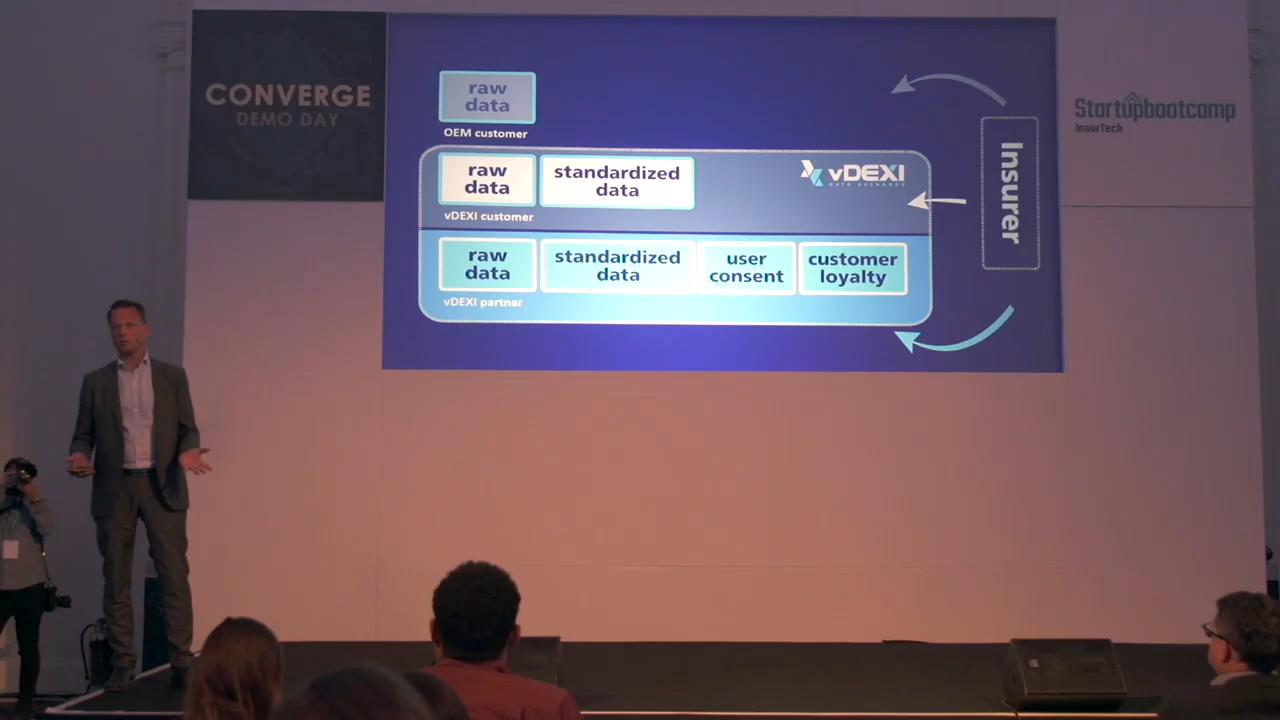 CONVERGE
DEMO DAY
raw
data
OEM customer
raw
data
standardized
data
vDEXI
DATA EXCHANGE
vDEXI customer
raw
data
standardized
data
user
consent
customer
loyalty
vDEXI partner
Insurer
Startupbootcamp
InsurTech